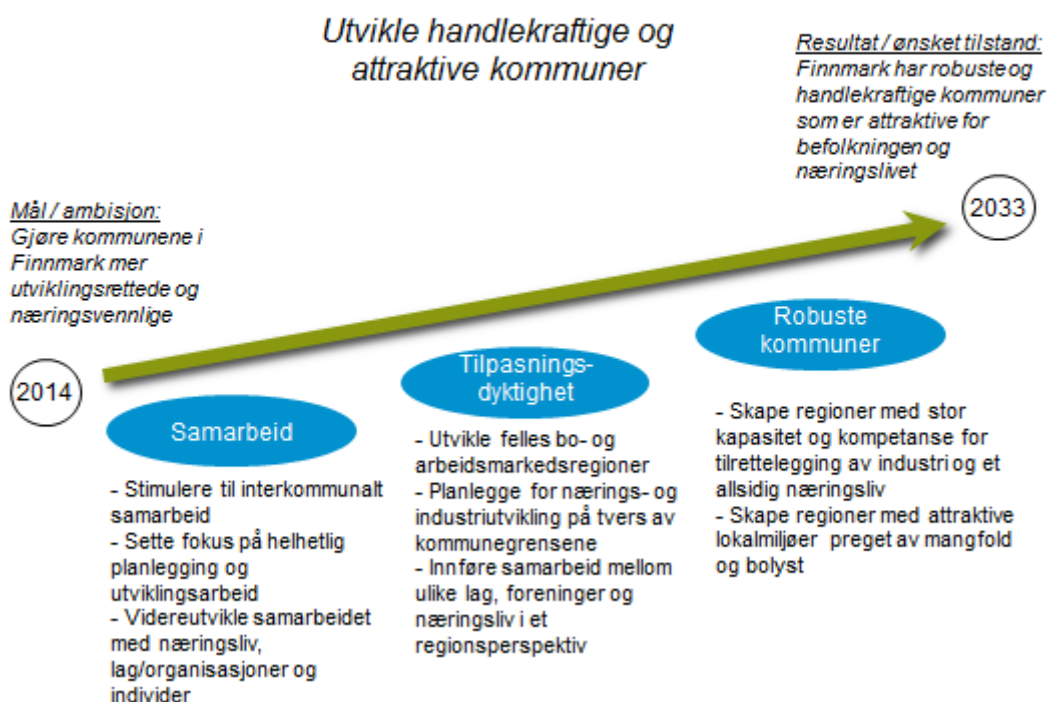 Utvikle handlekraftige og
attraktive kommuner
Resultat / ønsket tilstand:
Finnmark har robuste og
handlekraftige kommuner
som er attraktive for
befolkningen og
næringslivet
2033
Mål / ambisjon:
Gjøre kommunene i
Finnmark mer
utviklingsrettede og
næringsvennlige
2014
Samarbeid
- Stimulere til interkommunalt
samarbeid
- Sette fokus på helhetlig
planlegging og
utviklingsarbeid
- Videreutvikle samarbeidet
med næringsliv,
lag/organisasjoner og
individer
Tilpasnings-
dyktighet
- Utvikle felles bo- og
arbeidsmarkedsregioner
- Planlegge for nærings- og
industriutvikling på tvers av
kommunegrensene
- Innføre samarbeid mellom
ulike lag, foreninger og
næringsliv i et
regionsperspektiv
Robuste
kommuner
- Skape regioner med stor
kapasitet og kompetanse for
tilrettelegging av industri og et
allsidig næringsliv
- Skape regioner med attraktive
lokalmiljøer preget av mangfold
og bolyst